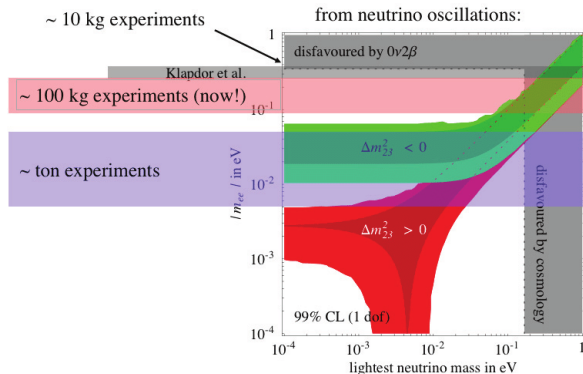 ~ 10 kg experiments
from neutrino oscillations:
1
disfavoured by 0ν2β
Klapdor et al.
~ 100 kg experiments (now!)
10⁻¹
Δm²₂₃ < 0
~ ton experiments
| mₑₑ | in eV
10⁻²
disfavoured by cosmology
Δm²₂₃ > 0
10⁻³
99% CL (1 dof)
10⁻⁴
10⁻⁴ 10⁻³ 10⁻² 10⁻¹ 1
lightest neutrino mass in eV